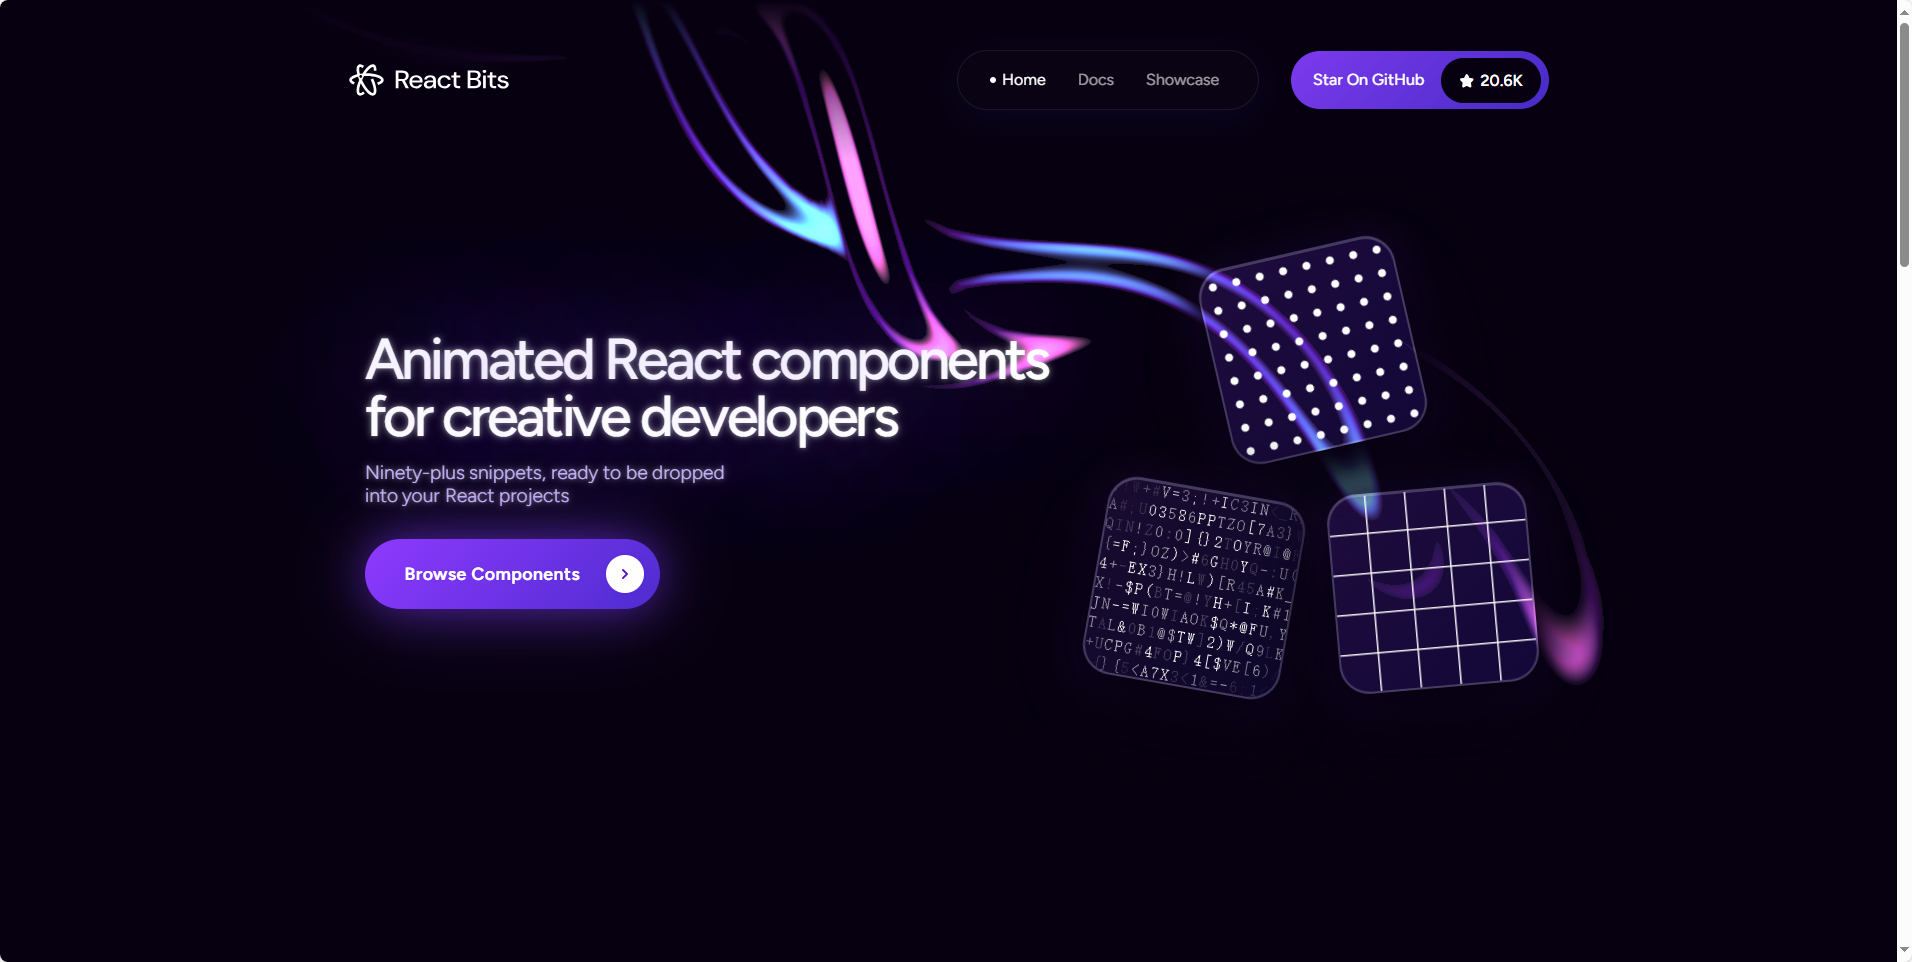 React Bits
Home
Docs
Showcase
Star On GitHub
20.6K
Animated React components
for creative developers
Ninety-plus snippets, ready to be dropped
into your React projects
Browse Components